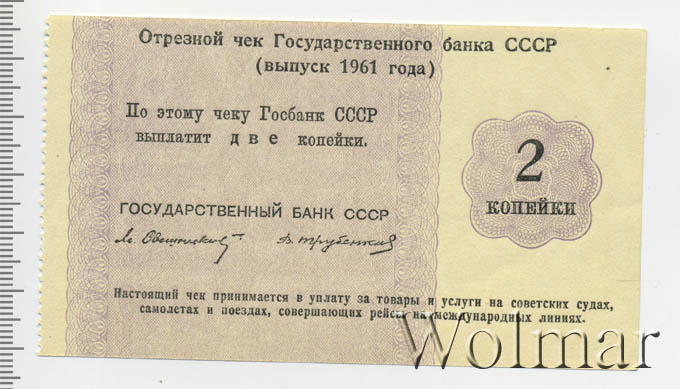 Отрезной чек Государственного банка СССР
(выпуск 1961 года)
По этому чеку Госбанк СССР
выплатит две копейки.
2
КОПЕЙКИ
ГОСУДАРСТВЕННЫЙ БАНК СССР
Настоящий чек принимается в уплату за товары и услуги на советских судах,
самолетах и поездах, совершающих рейсы на международных линиях.
Wolmar